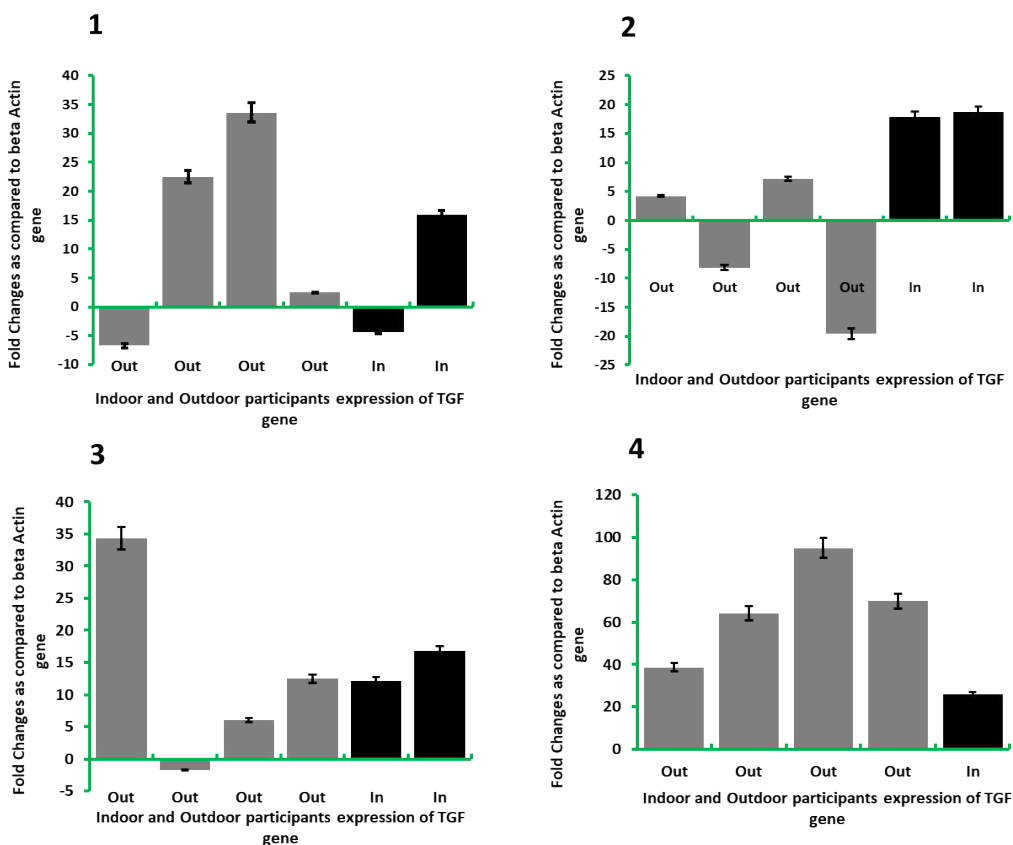 1
Fold Changes as compared to beta Actin
gene
40
35
30
25
20
15
10
5
0
-5
-10
Out
Out
Out
Out
In
In
Indoor and Outdoor participants expression of TGF
gene
2
Fold Changes as compared to beta Actin
gene
25
20
15
10
5
0
-5
-10
-15
-20
-25
Out
Out
Out
Out
In
In
Indoor and Outdoor participants expression of TGF
gene
3
Fold Changes as compared to beta Actin
gene
40
35
30
25
20
15
10
5
0
-5
Out
Out
Out
Out
In
In
Indoor and Outdoor participants expression of TGF
gene
4
Fold Changes as compared to beta Actin
gene
120
100
80
60
40
20
0
Out
Out
Out
Out
In
Indoor and Outdoor participants expression of TGF
gene